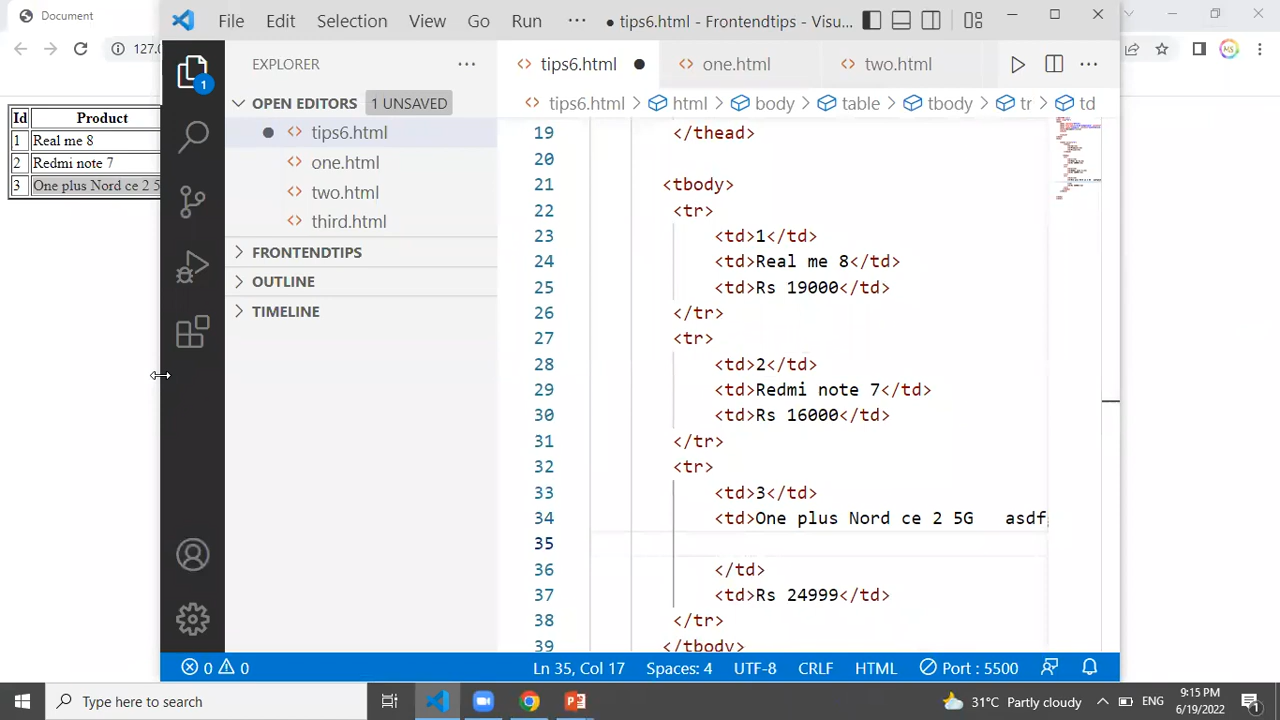 Document
File Edit Selection View Go Run ··· ● tips6.html - Frontendtips - Visu...
127.0
EXPLORER ···
tips6.html ● one.html two.html ···
1
OPEN EDITORS 1 UNSAVED
tips6.html > html > body > table > tbody > tr > td
tips6.html
one.html
two.html
third.html
FRONTENDTIPS
OUTLINE
TIMELINE
Id Product
1 Real me 8
2 Redmi note 7
3 One plus Nord ce 2 5
19 </thead>
20
21 <tbody>
22 <tr>
23 <td>1</td>
24 <td>Real me 8</td>
25 <td>Rs 19000</td>
26 </tr>
27 <tr>
28 <td>2</td>
29 <td>Redmi note 7</td>
30 <td>Rs 16000</td>
31 </tr>
32 <tr>
33 <td>3</td>
34 <td>One plus Nord ce 2 5G asdf
35
36 </td>
37 <td>Rs 24999</td>
38 </tr>
39 </tbody>
0 0 Ln 35, Col 17 Spaces: 4 UTF-8 CRLF HTML Port : 5500
Type here to search 31°C Partly cloudy ENG 9:15 PM
6/19/2022 1